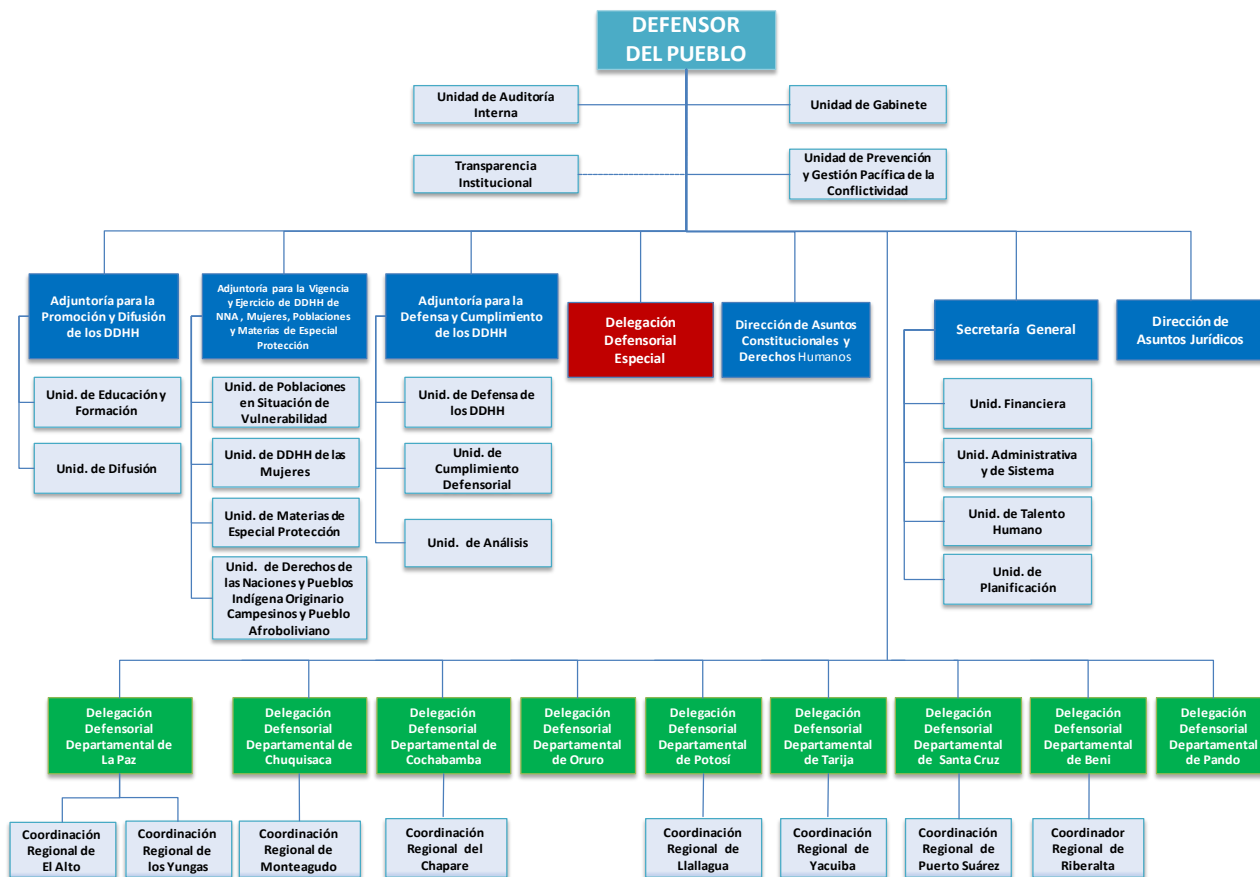 DEFENSOR
DEL PUEBLO
Unidad de Auditoría
Interna
Unidad de Gabinete
Transparencia
Institucional
Unidad de Prevención
y Gestión Pacífica de la
Conflictividad
Adjuntoría para la
Promoción y Difusión
de los DDHH
Adjuntoría para la Vigencia
y Ejercicio de DDHH de
NNA , Mujeres, Poblaciones
y Materias de Especial
Protección
Adjuntoría para la
Defensa y Cumplimiento
de los DDHH
Delegación
Defensorial
Especial
Dirección de Asuntos
Constitucionales y
Derechos Humanos
Secretaría General
Dirección de
Asuntos Jurídicos
Unid. de Educación y
Formación
Unid. de Difusión
Unid. de Poblaciones
en Situación de
Vulnerabilidad
Unid. de DDHH de las
Mujeres
Unid. de Materias de
Especial Protección
Unid. de Derechos de
las Naciones y Pueblos
Indígena Originario
Campesinos y Pueblo
Afroboliviano
Unid. de Defensa de
los DDHH
Unid. de
Cumplimiento
Defensorial
Unid. de Análisis
Unid. Financiera
Unid. Administrativa
y de Sistema
Unid. de Talento
Humano
Unid. de
Planificación
Delegación
Defensorial
Departamental de
La Paz
Delegación
Defensorial
Departamental de
Chuquisaca
Delegación
Defensorial
Departamental de
Cochabamba
Delegación
Defensorial
Departamental
de Oruro
Delegación
Defensorial
Departamental
de Potosí
Delegación
Defensorial
Departamental
de Tarija
Delegación
Defensorial
Departamental
de Santa Cruz
Delegación
Defensorial
Departamental
de Beni
Delegación
Defensorial
Departamental
de Pando
Coordinación
Regional de
El Alto
Coordinación
Regional de
los Yungas
Coordinación
Regional de
Monteagudo
Coordinación
Regional del
Chapare
Coordinación
Regional de
Llallagua
Coordinación
Regional de
Yacuiba
Coordinación
Regional de
Puerto Suárez
Coordinador
Regional de
Riberalta